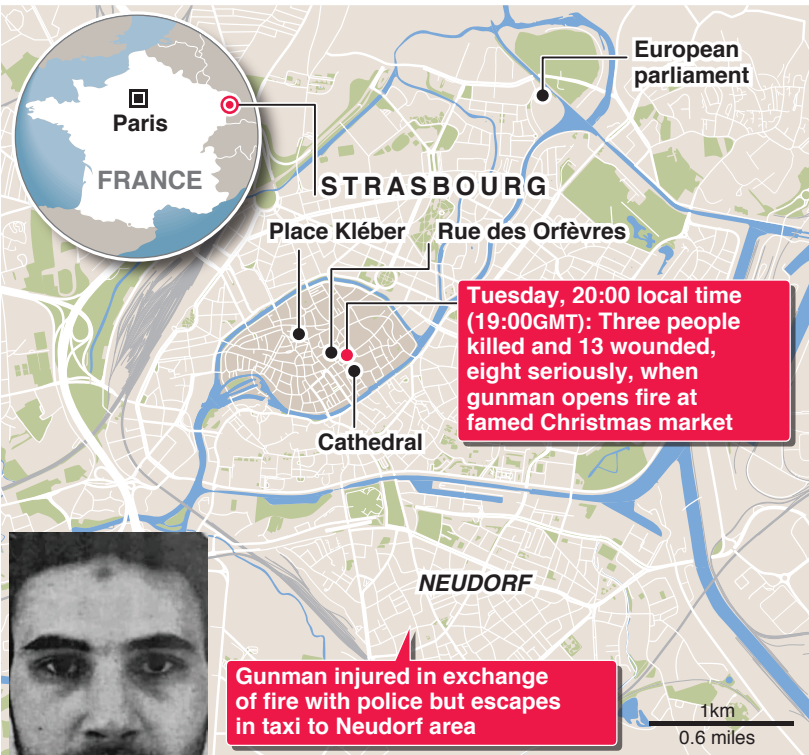 European
parliament
Paris
FRANCE
STRASBOURG
Place Kléber
Rue des Orfèvres
Tuesday, 20:00 local time
(19:00GMT): Three people
killed and 13 wounded,
eight seriously, when
gunman opens fire at
famed Christmas market
Cathedral
NEUDORF
Gunman injured in exchange
of fire with police but escapes
in taxi to Neudorf area
1km
0.6 miles